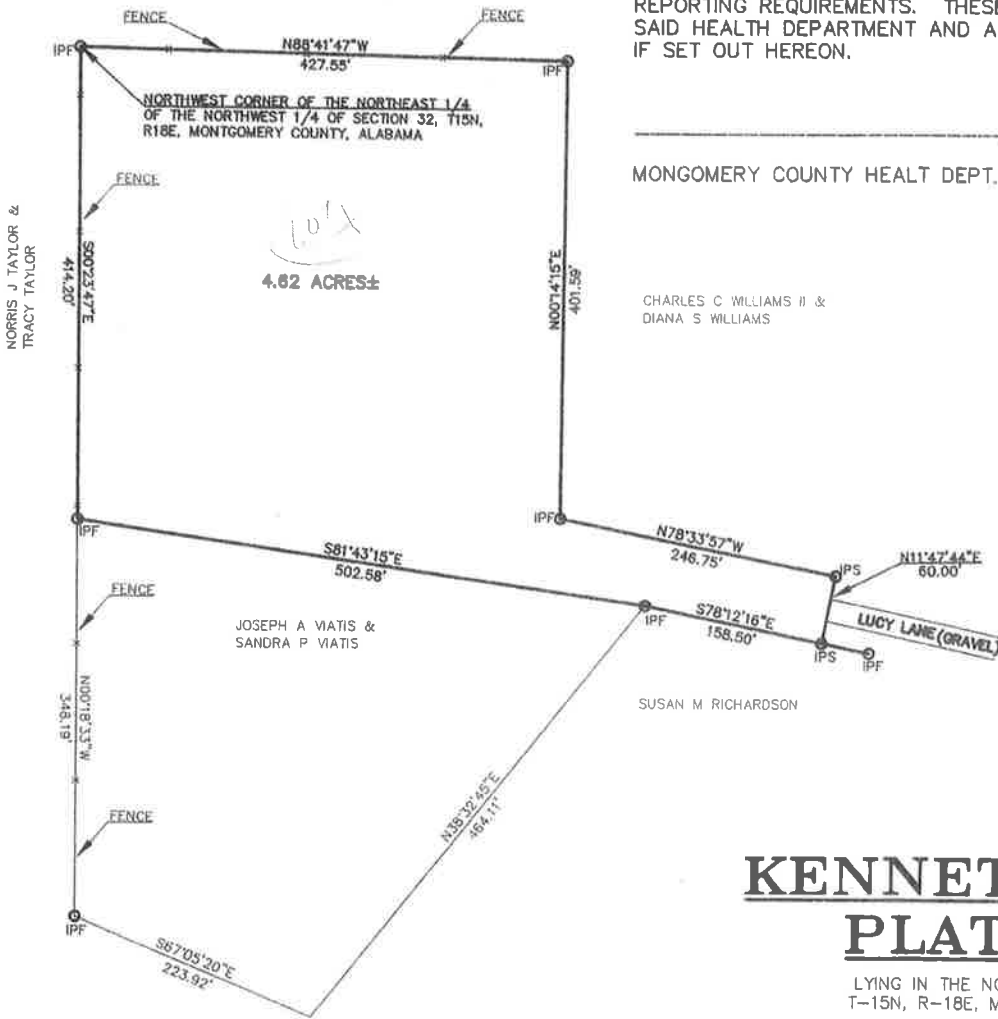 REPORTING REQUIREMENTS. THESE
SAID HEALTH DEPARTMENT AND A
IF SET OUT HEREON.
MONGOMERY COUNTY HEALT DEPT.
FENCE
FENCE
IPF
N88°41'47"W
427.55'
IPF
NORTHWEST CORNER OF THE NORTHEAST 1/4
OF THE NORTHWEST 1/4 OF SECTION 32, T15N,
R18E, MONTGOMERY COUNTY, ALABAMA
FENCE
NORRIS J TAYLOR &
TRACY TAYLOR
S00°23'47"E
414.20'
4.62 ACRES±
N00°14'15"E
401.59'
CHARLES C WILLIAMS II &
DIANA S WILLIAMS
IPF
IPF
N78°33'57"W
246.75'
IPS
N11°47'44"E
60.00'
S81°43'15"E
502.58'
IPF
S78°12'16"E
158.50'
LUCY LANE (GRAVEL)
IPS
IPF
FENCE
JOSEPH A VIATIS &
SANDRA P VIATIS
SUSAN M RICHARDSON
N00°18'33"W
348.19'
N38°32'45"E
464.11'
FENCE
IPF
S67°05'20"E
223.92'
KENNET
PLAT
LYING IN THE NO
T-15N, R-18E, M